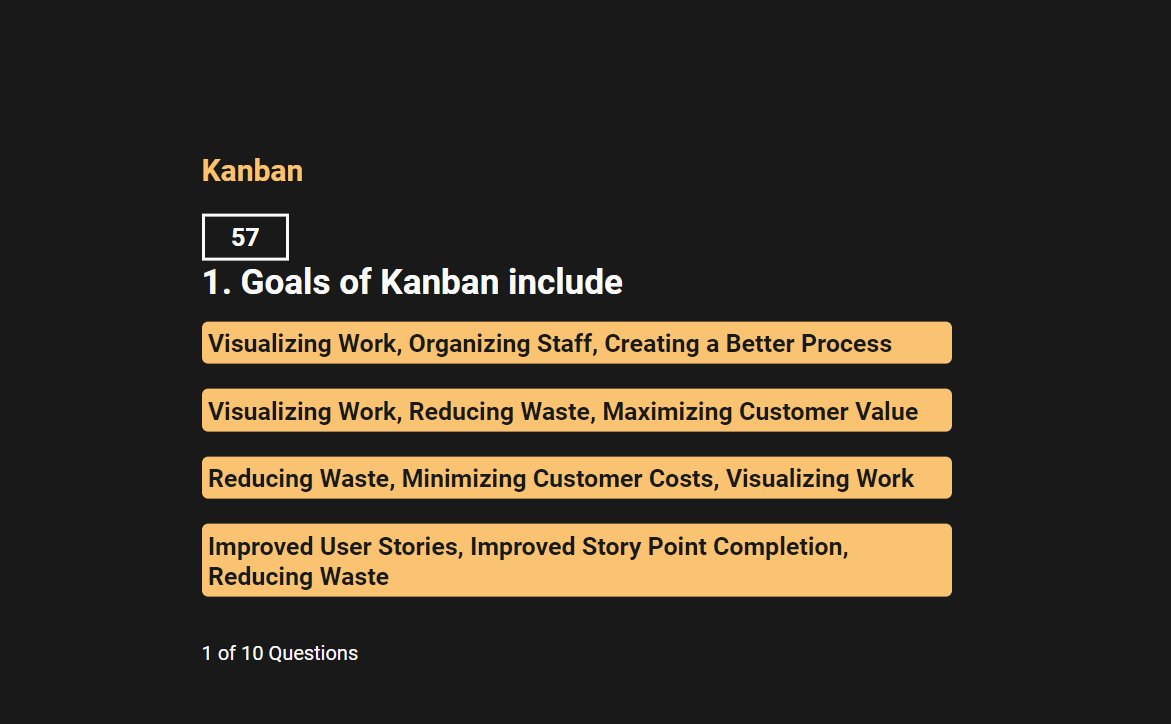 Kanban
57
1. Goals of Kanban include
Visualizing Work, Organizing Staff, Creating a Better Process
Visualizing Work, Reducing Waste, Maximizing Customer Value
Reducing Waste, Minimizing Customer Costs, Visualizing Work
Improved User Stories, Improved Story Point Completion,
Reducing Waste
1 of 10 Questions